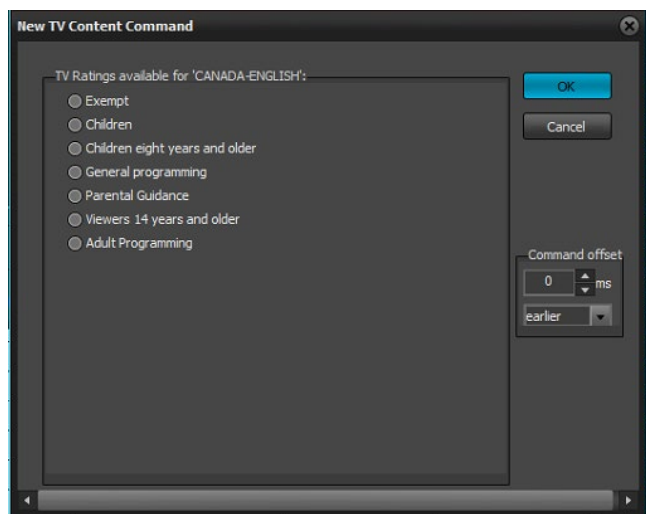 New TV Content Command
TV Ratings available for 'CANADA-ENGLISH':
Exempt
Children
Children eight years and older
General programming
Parental Guidance
Viewers 14 years and older
Adult Programming
OK
Cancel
Command offset
0 ms
earlier